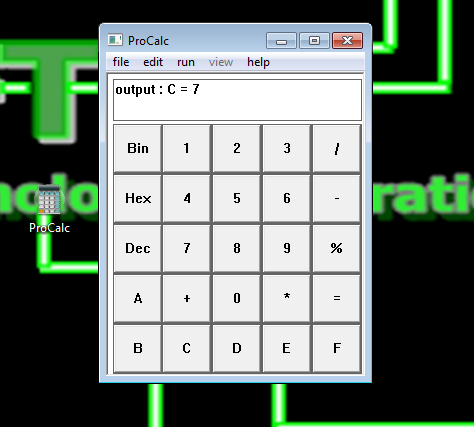 ProCalc
file edit run view help
output : C = 7
Bin 1 2 3 /
Hex 4 5 6 -
Dec 7 8 9 %
A + 0 * =
B C D E F
ProCalc